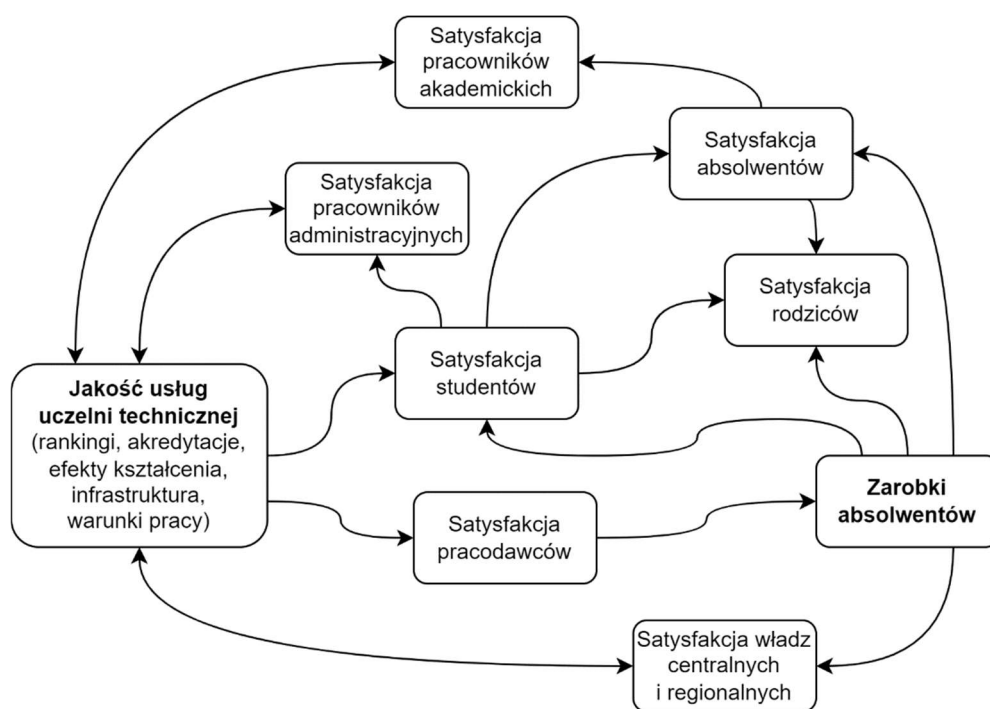 Satysfakcja
pracowników
akademickich
Satysfakcja
absolwentów
Satysfakcja
pracowników
administracyjnych
Satysfakcja
rodziców
Satysfakcja
studentów
Jakość usług
uczelni technicznej
(rankingi, akredytacje,
efekty kształcenia,
infrastruktura,
warunki pracy)
Zarobki
absolwentów
Satysfakcja
pracodawców
Satysfakcja władz
centralnych
i regionalnych